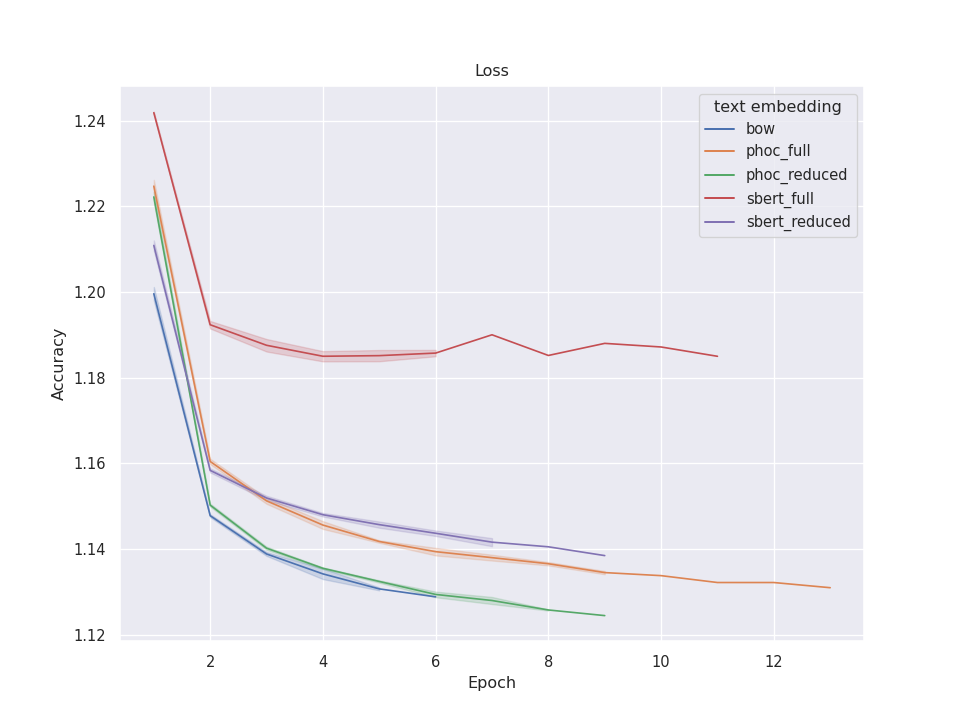 Loss
text embedding
bow
phoc_full
phoc_reduced
sbert_full
sbert_reduced
Accuracy
1.24
1.22
1.20
1.18
1.16
1.14
1.12
2 4 6 8 10 12
Epoch